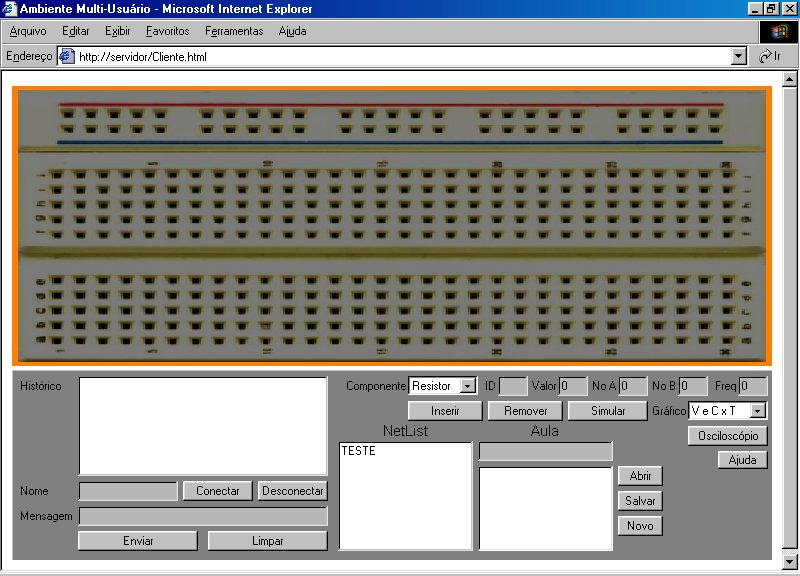 Ambiente Multi-Usuário - Microsoft Internet Explorer
Arquivo Editar Exibir Favoritos Ferramentas Ajuda
Endereço http://servidor/Cliente.html Ir
Histórico Componente Resistor ID Valor 0 No A 0 No B 0 Freq 0
Inserir Remover Simular Gráfico V e C x T
NetList Aula Osciloscópio
TESTE
Ajuda
Abrir
Nome Conectar Desconectar
Salvar
Mensagem
Novo
Enviar Limpar